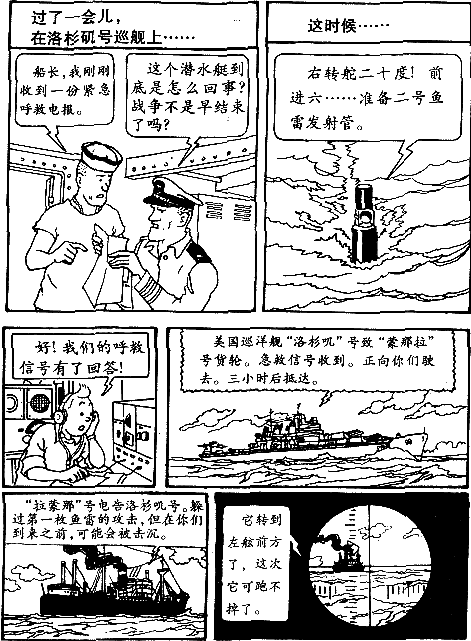 过了一会儿，
在洛杉矶号巡舰上……
船长，我刚刚
收到一份紧急
呼救电报。
这个潜水艇到
底是怎么回事？
战争不是早结束
了吗？
这时候……
右转舵二十度！前
进六……准备二号鱼
雷发射管。
好！我们的呼救
信号有了回答！
美国巡洋舰“洛杉叽”号致“蒙那拉”
号货轮。急救信号收到。正向你们驶
去。三小时后抵达。
“拉蒙那”号电告洛杉矶号。躲
过第一枚鱼雷的攻击，但在你们
到来之前，可能会被击沉。
它转到
左舷前方
了，这次
它可跑不
掉了。